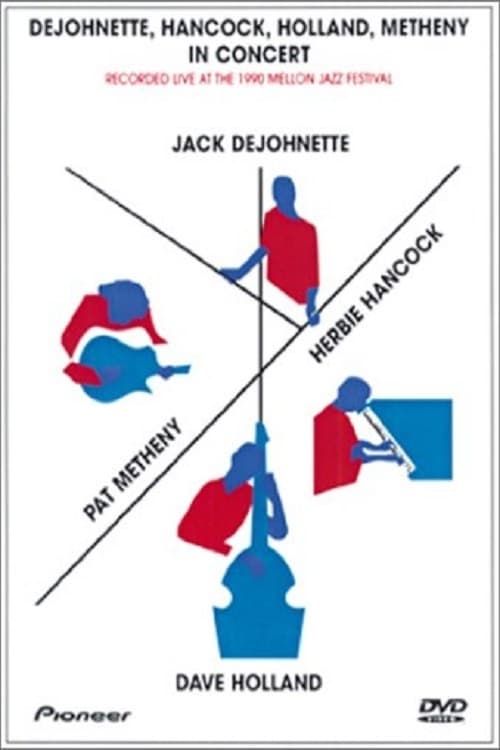 DEJOHNETTE, HANCOCK, HOLLAND, METHENY
IN CONCERT
RECORDED LIVE AT THE 1990 MELLON JAZZ FESTIVAL
JACK DEJOHNETTE
HERBIE HANCOCK
PAT METHENY
DAVE HOLLAND
Pioneer
DVD
VIDEO